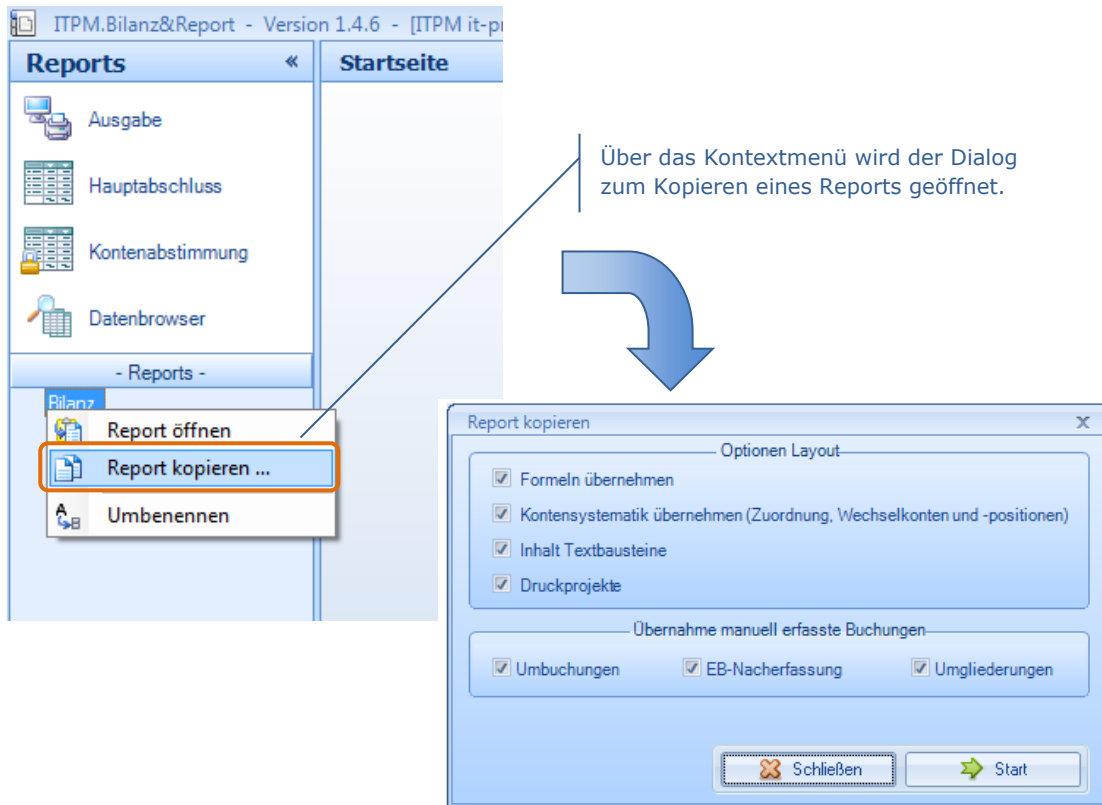 ITPM.Bilanz&Report - Version 1.4.6 - [ITPM it-p
Reports «
Startseite
Ausgabe
Hauptabschluss
Kontenabstimmung
Datenbrowser
- Reports -
Bilanz
Report öffnen
Report kopieren ...
Umbenennen
Über das Kontextmenü wird der Dialog
zum Kopieren eines Reports geöffnet.
Report kopieren x
Optionen Layout
Formeln übernehmen
Kontensystematik übernehmen (Zuordnung, Wechselkonten und -positionen)
Inhalt Textbausteine
Druckprojekte
Übernahme manuell erfasste Buchungen
Umbuchungen EB-Nacherfassung Umgliederungen
Schließen Start